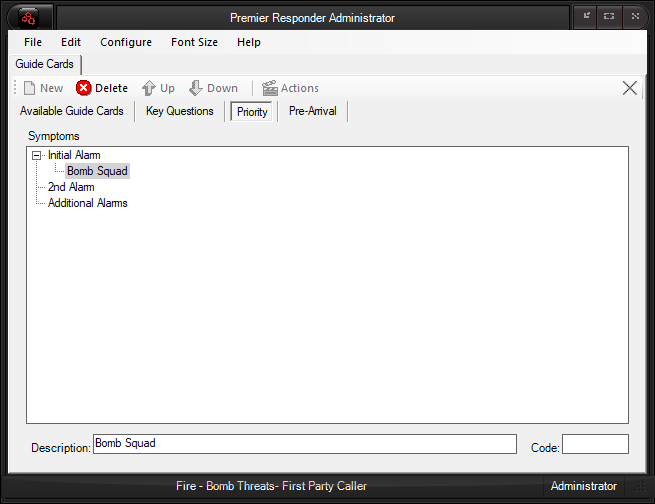 Premier Responder Administrator
File Edit Configure Font Size Help
Guide Cards
New Delete Up Down Actions
Available Guide Cards Key Questions Priority Pre-Arrival
Symptoms
Initial Alarm
Bomb Squad
2nd Alarm
Additional Alarms
Description: Bomb Squad Code:
Fire - Bomb Threats- First Party Caller Administrator